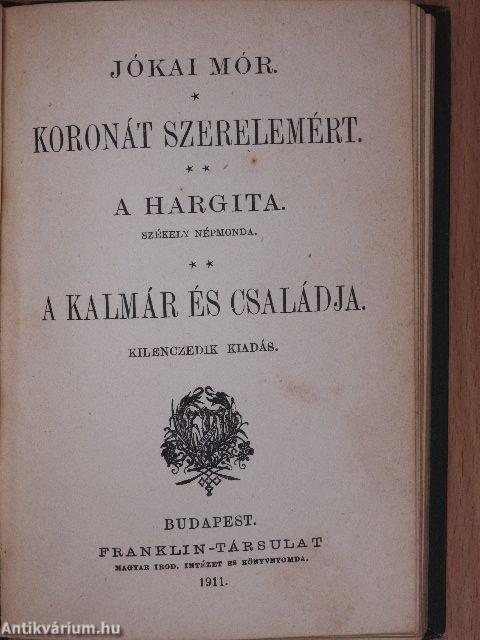 JÓKAI MÓR.
*
KORONÁT SZERELEMÉRT.
* *
A HARGITA.
SZÉKELY NÉPMONDA.
* *
A KALMÁR ÉS CSALÁDJA.
KILENCZEDIK KIADÁS.
BUDAPEST.
FRANKLIN-TÁRSULAT
MAGYAR IROD. INTÉZET ÉS KÖNYVNYOMDA.
1911.
Antikvárium.hu